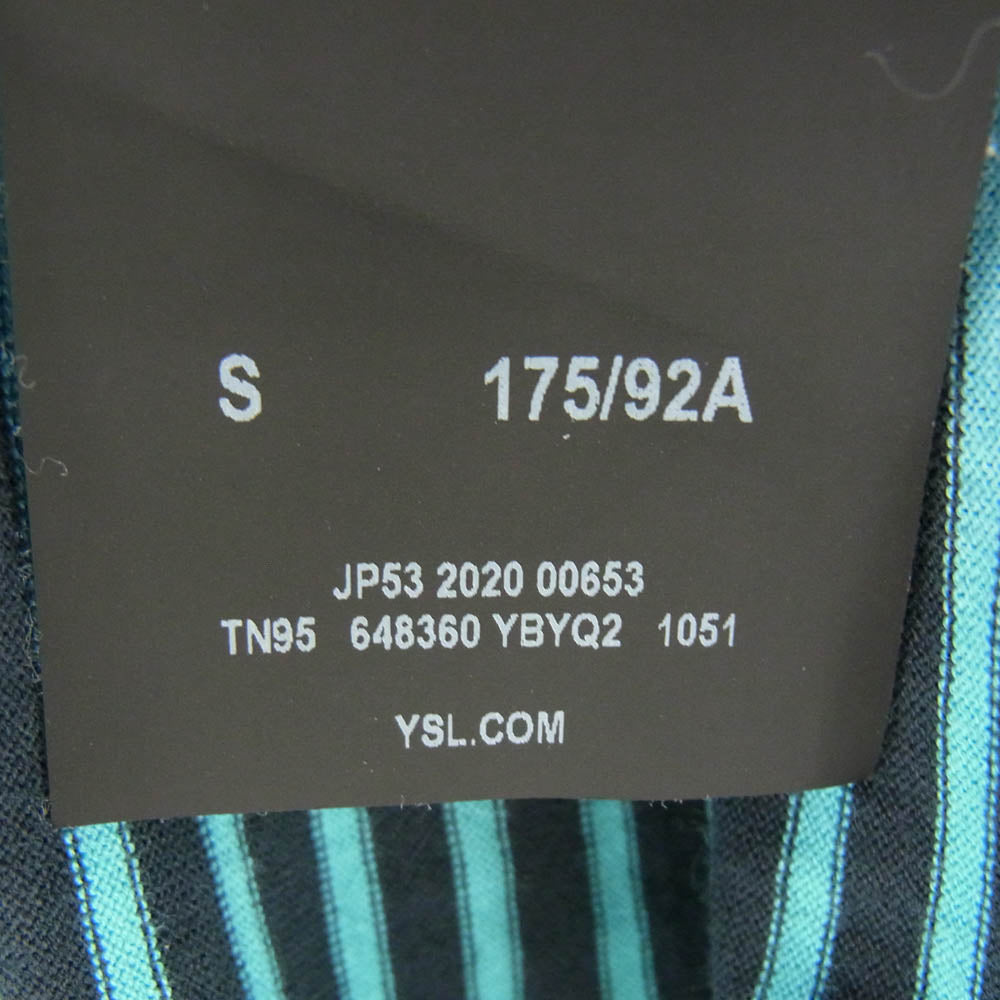 S 175/92A
JP53 2020 00653
TN95 648360 YBYQ2 1051
YSL.COM